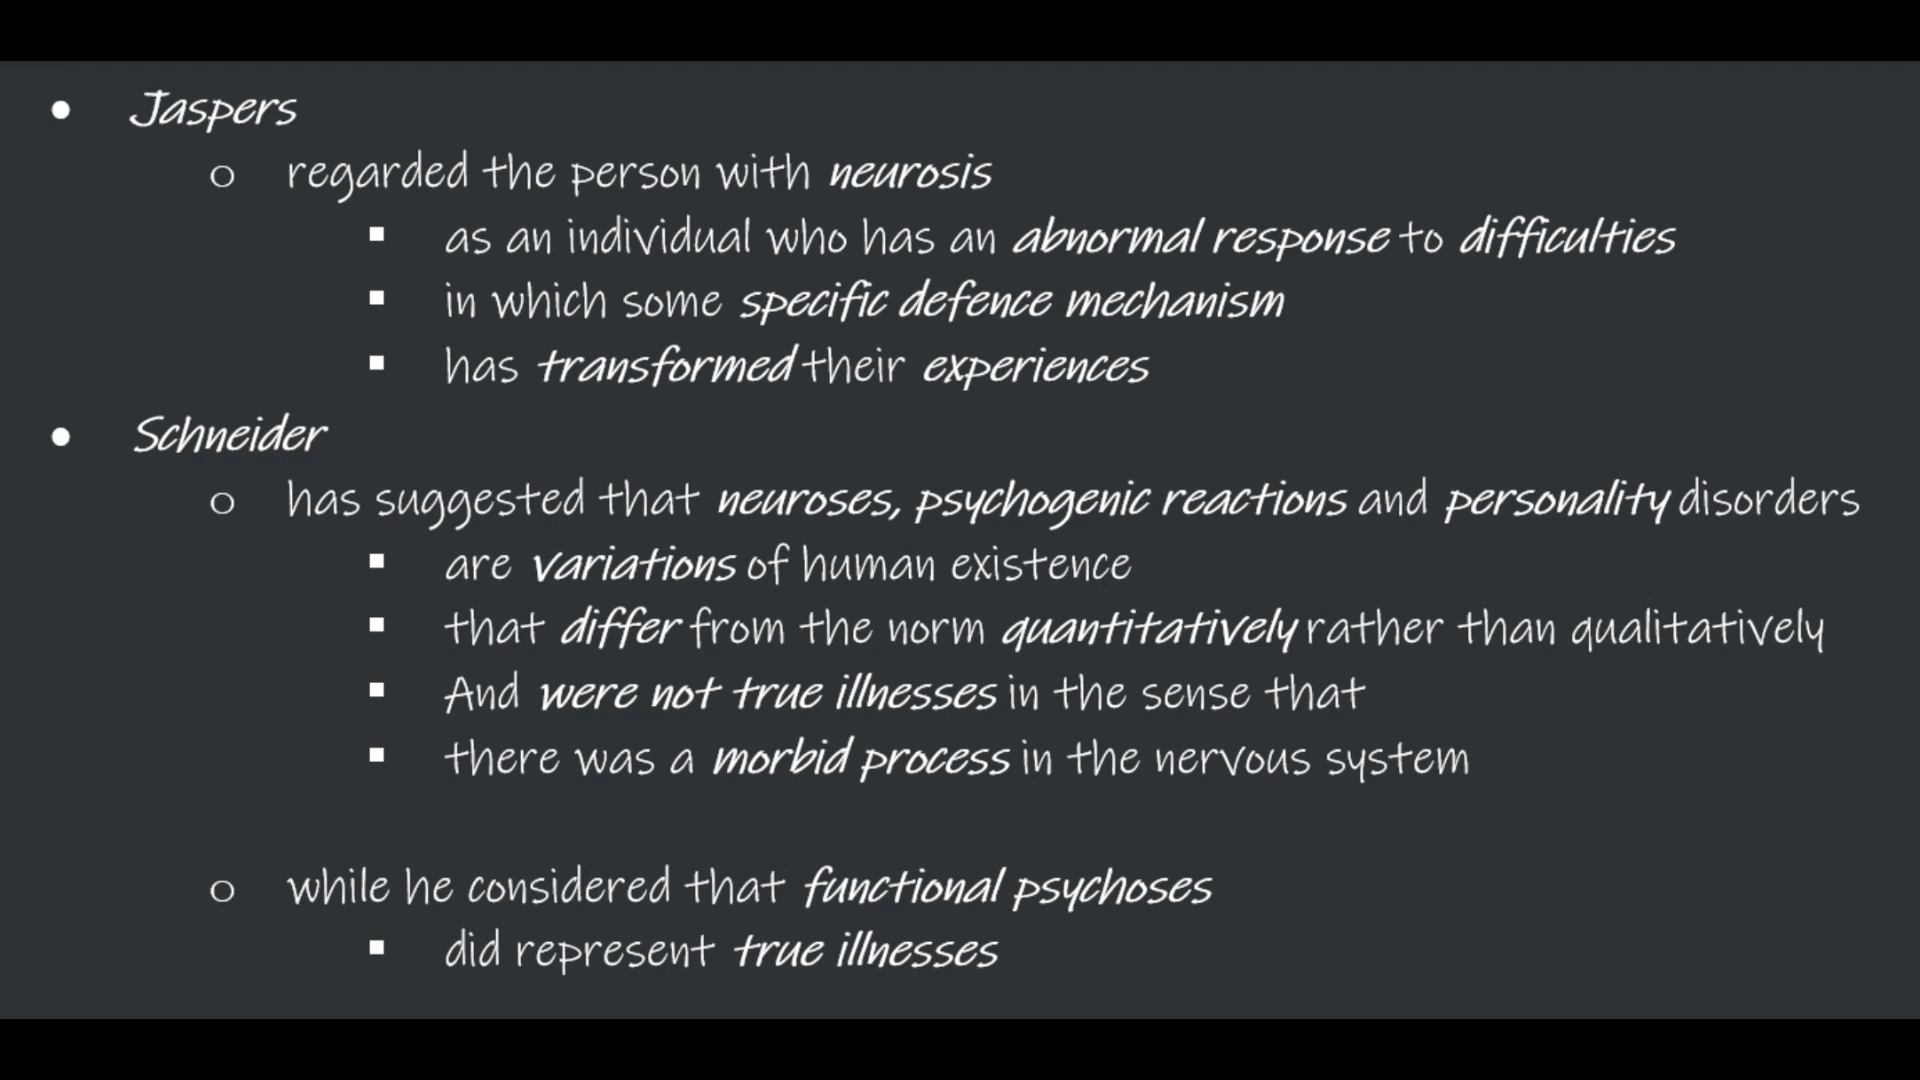 • Jaspers
o regarded the person with neurosis
▪ as an individual who has an abnormal response to difficulties
▪ in which some specific defence mechanism
▪ has transformed their experiences
• Schneider
o has suggested that neuroses, psychogenic reactions and personality disorders
▪ are variations of human existence
▪ that differ from the norm quantitatively rather than qualitatively
▪ And were not true illnesses in the sense that
▪ there was a morbid process in the nervous system
o while he considered that functional psychoses
▪ did represent true illnesses